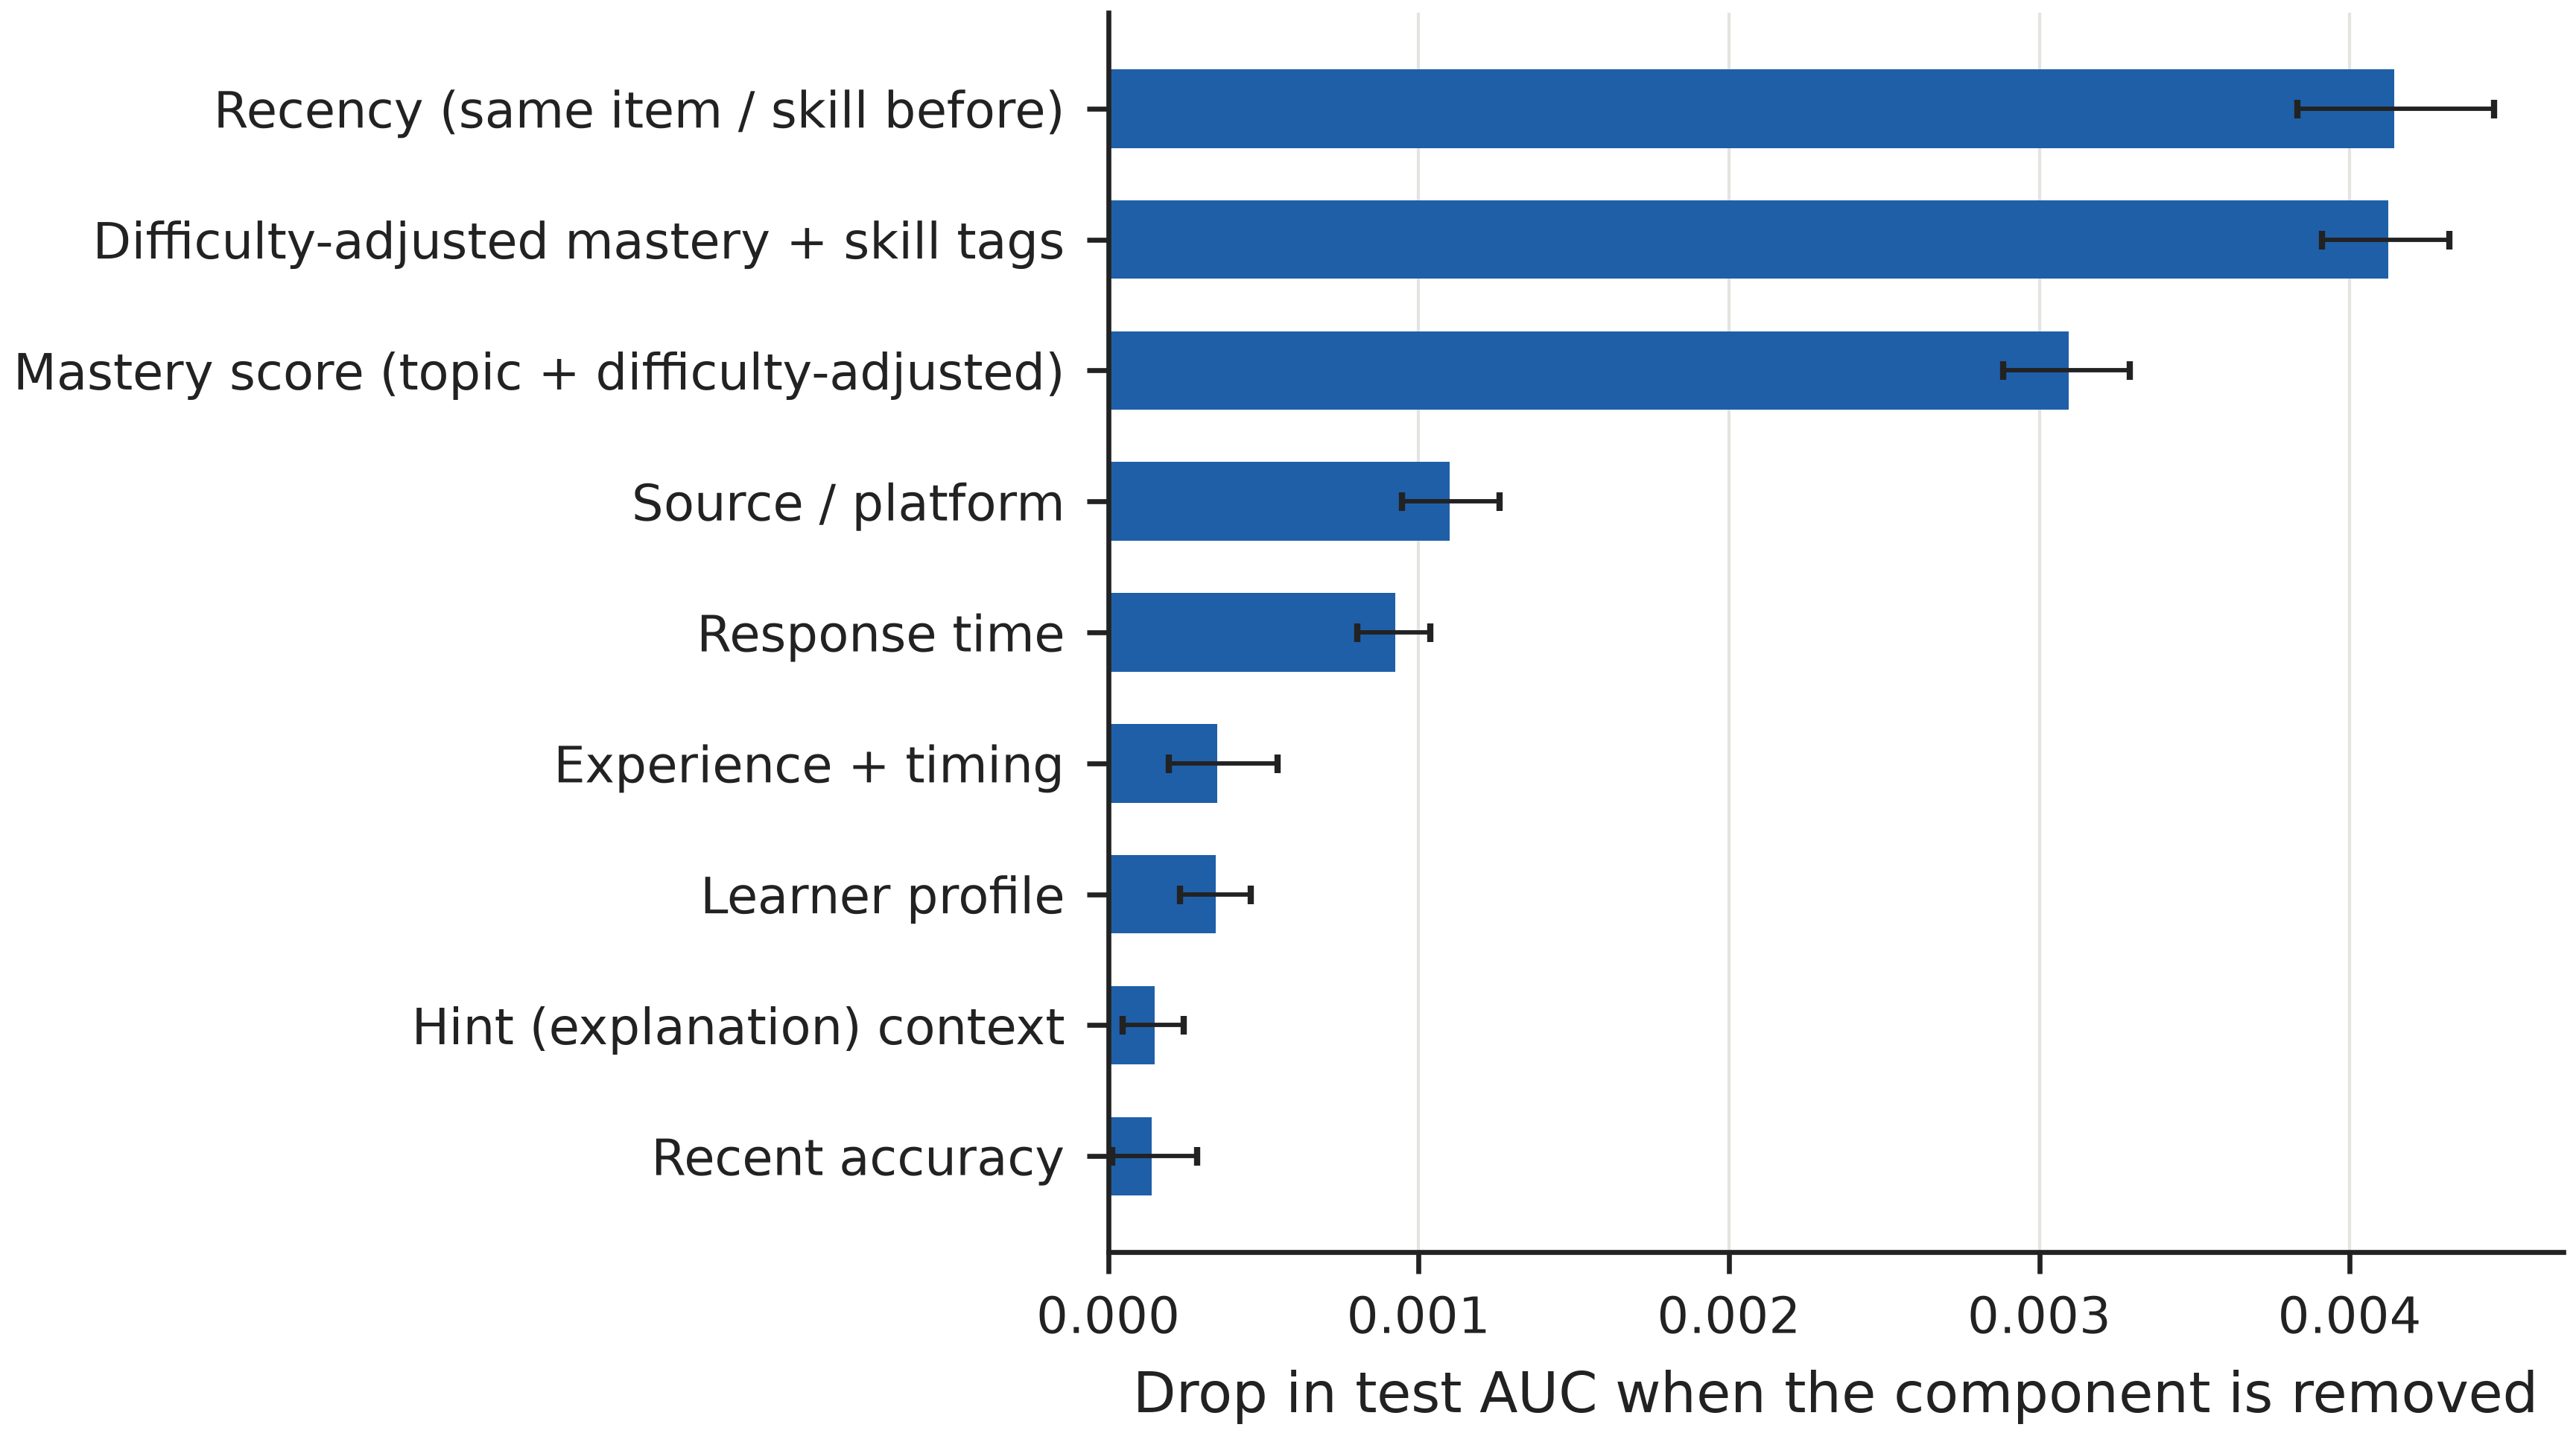 Recency (same item / skill before)
Difficulty-adjusted mastery + skill tags
Mastery score (topic + difficulty-adjusted)
Source / platform
Response time
Experience + timing
Learner profile
Hint (explanation) context
Recent accuracy
0.000 0.001 0.002 0.003 0.004
Drop in test AUC when the component is removed